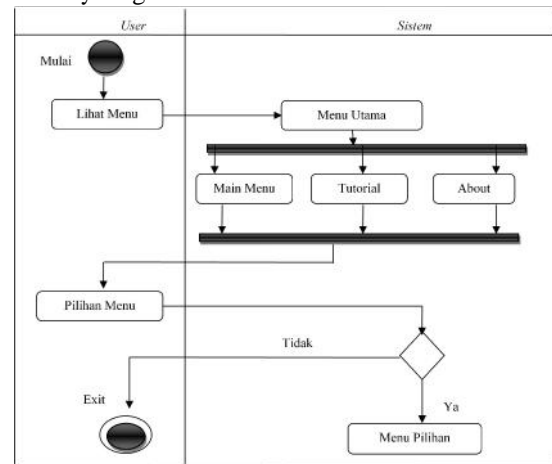 User
Sistem
Mulai
Lihat Menu
Menu Utama
Main Menu
Tutorial
About
Pilihan Menu
Tidak
Exit
Ya
Menu Pilihan